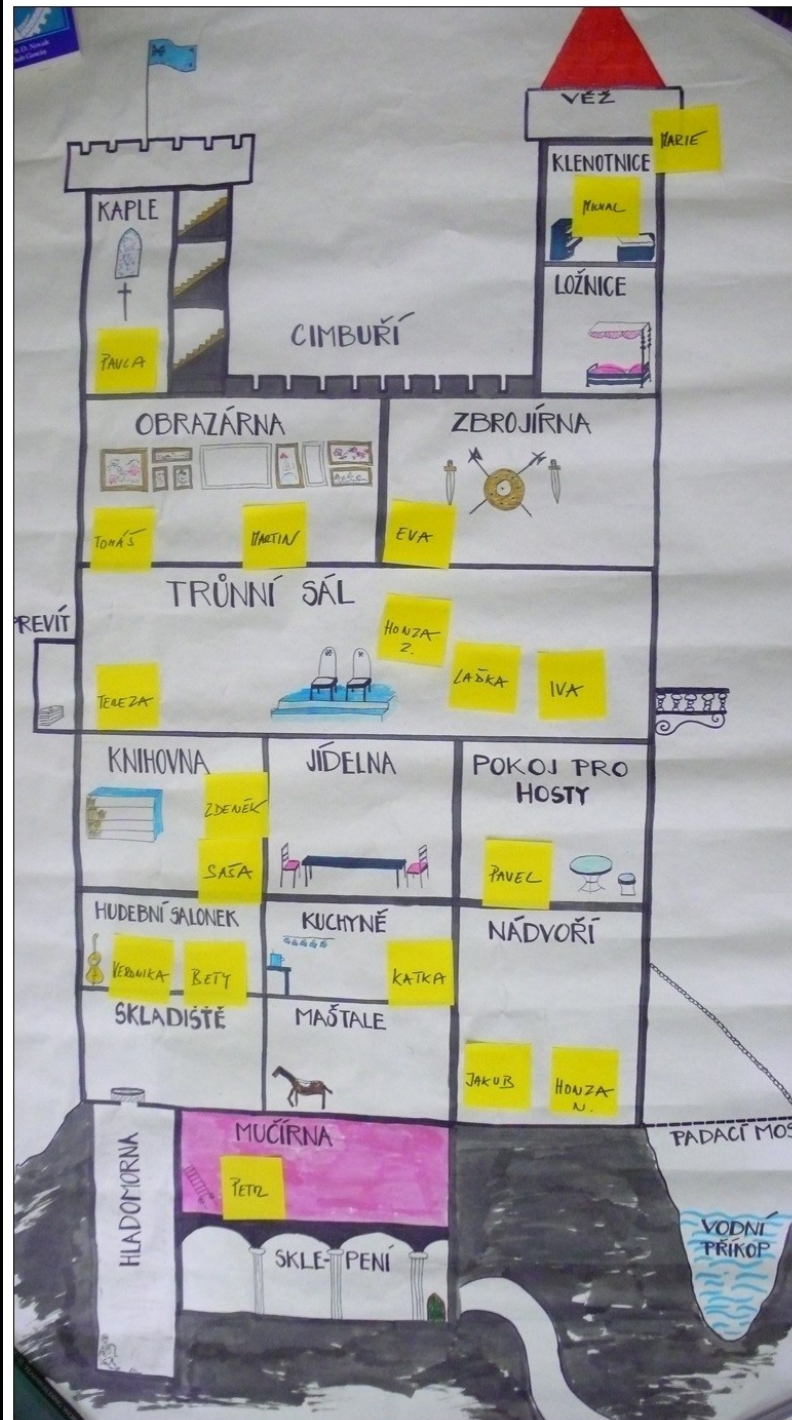 VĚŽ
MARIE
KLENOTNICE
MICHAL
KAPLE
LOŽNICE
CIMBUŘÍ
PAVLA
OBRAZÁRNA
ZBROJÍRNA
TOMÁŠ
MARTIN
EVA
TRŮNNÍ SÁL
HONZA
Z.
PREVÍT
TEREZA
LAĎKA
IVA
KNIHOVNA
JÍDELNA
POKOJ PRO
HOSTY
ZDENĚK
SAŠA
PAVEL
HUDEBNÍ SALONEK
KUCHYNĚ
NÁDVOŘÍ
VERONIKA
BETY
KATKA
SKLADIŠTĚ
MAŠTALE
JAKUB
HONZA
N.
MUČÍRNA
PADACÍ MOS
HLADOMORNA
PETR
VODNÍ
PŘÍKOP
SKLE-PENÍ